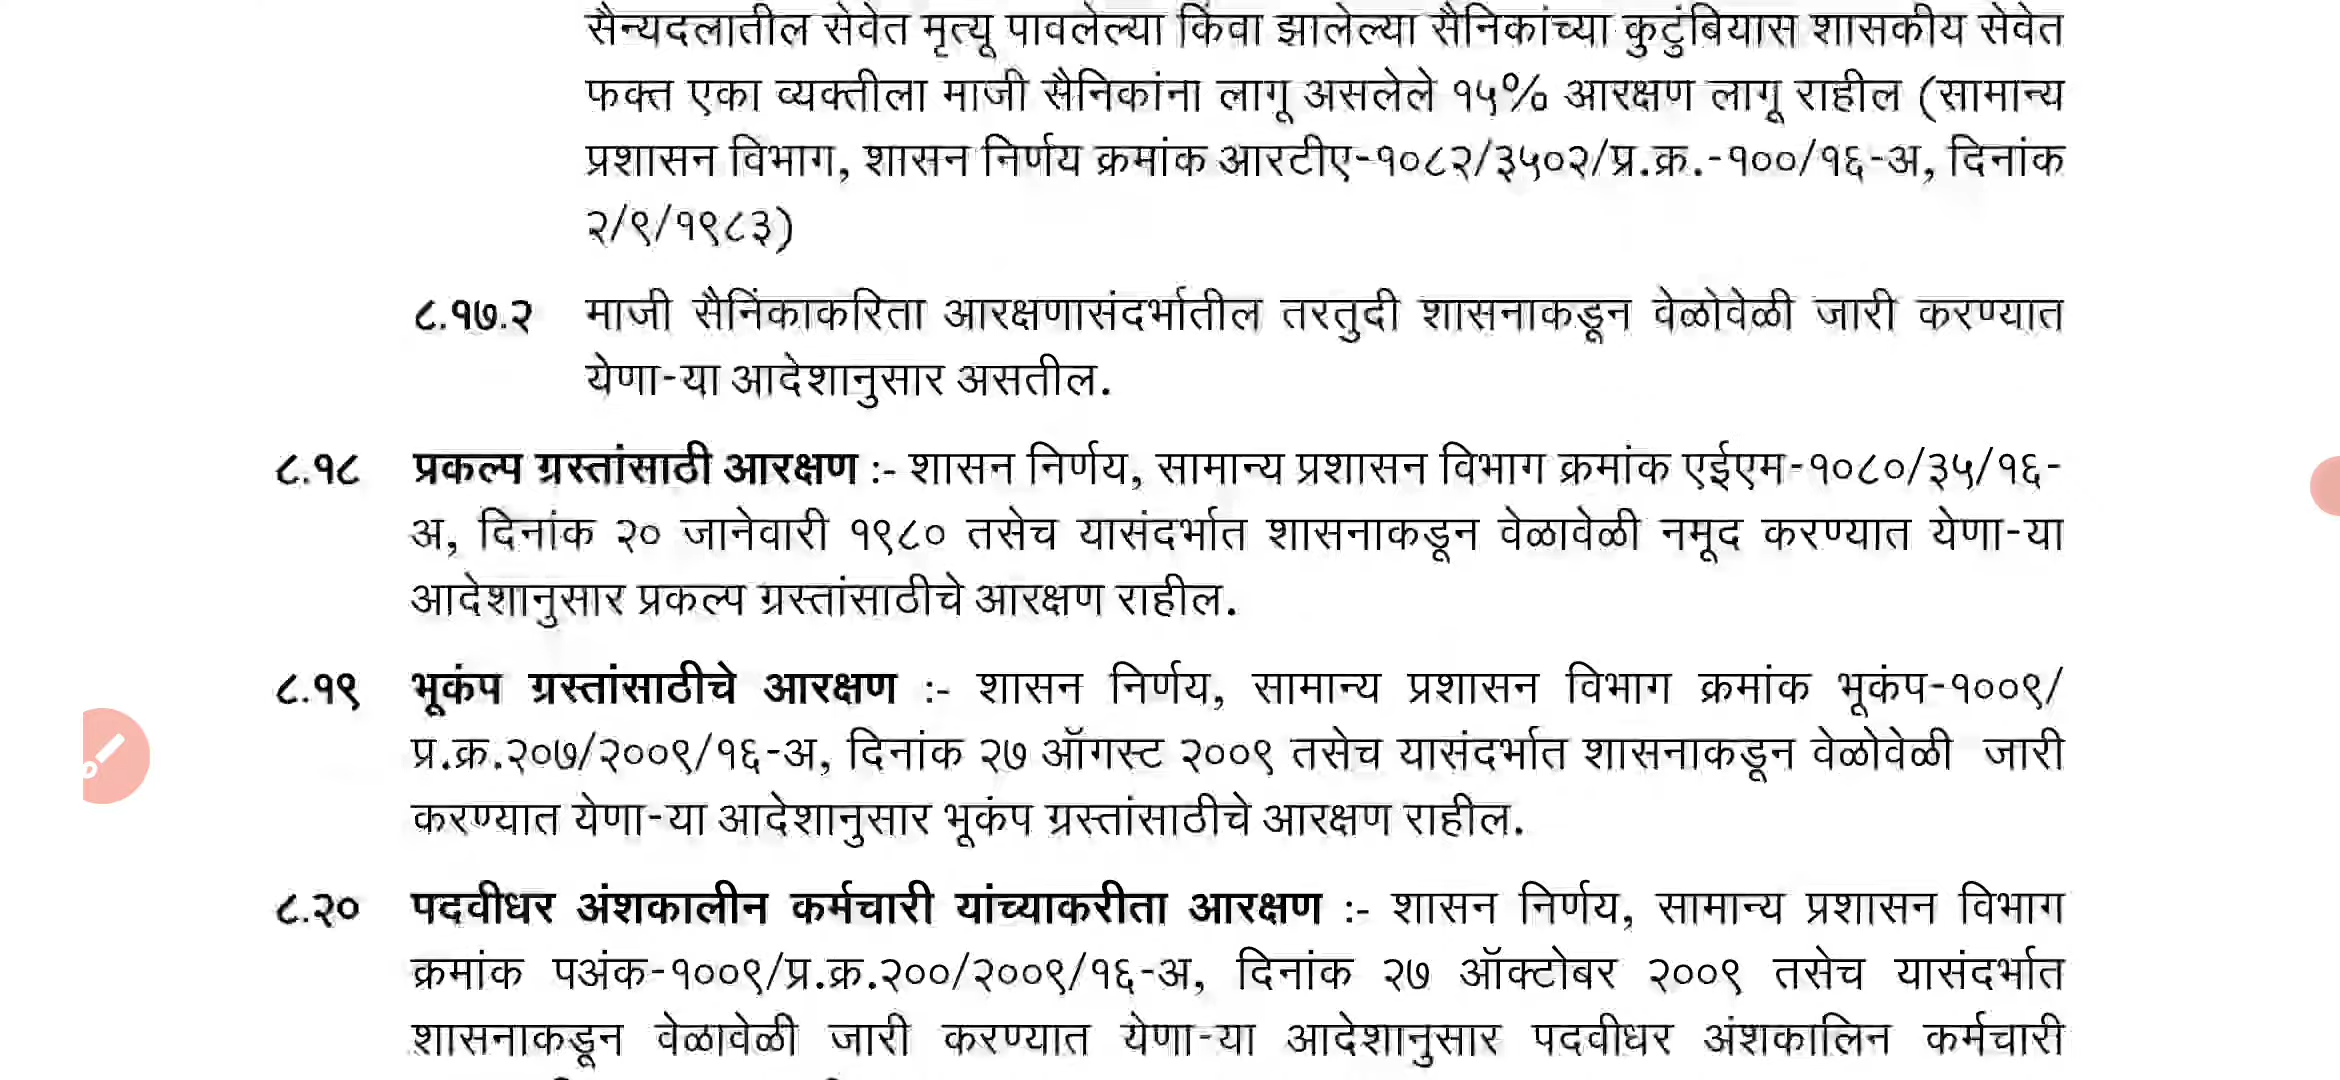 सैन्यदलातील सेवेत मृत्यू पावलेल्या किंवा झालेल्या सैनिकांच्या कुटुंबियास शासकीय सेवेत
फक्त एका व्यक्तीला माजी सैनिकांना लागू असलेले १५% आरक्षण लागू राहील (सामान्य
प्रशासन विभाग, शासन निर्णय क्रमांक आरटीए-१०८२/३५०२/प्र.क्र.-१००/१६-अ, दिनांक
२/९/१९८३)
८.१७.२ माजी सैनिंकाकरिता आरक्षणासंदर्भातील तरतुदी शासनाकडून वेळोवेळी जारी करण्यात
येणा-या आदेशानुसार असतील.
८.१८ प्रकल्प ग्रस्तांसाठी आरक्षण :- शासन निर्णय, सामान्य प्रशासन विभाग क्रमांक एईएम-१०८०/३५/१६-
अ, दिनांक २० जानेवारी १९८० तसेच यासंदर्भात शासनाकडून वेळावेळी नमूद करण्यात येणा-या
आदेशानुसार प्रकल्प ग्रस्तांसाठीचे आरक्षण राहील.
८.१९ भूकंप ग्रस्तांसाठीचे आरक्षण :- शासन निर्णय, सामान्य प्रशासन विभाग क्रमांक भूकंप-१००९/
प्र.क्र.२०७/२००९/१६-अ, दिनांक २७ ऑगस्ट २००९ तसेच यासंदर्भात शासनाकडून वेळोवेळी जारी
करण्यात येणा-या आदेशानुसार भूकंप ग्रस्तांसाठीचे आरक्षण राहील.
८.२० पदवीधर अंशकालीन कर्मचारी यांच्याकरीता आरक्षण :- शासन निर्णय, सामान्य प्रशासन विभाग
क्रमांक पअंक-१००९/प्र.क्र.२००/२००९/१६-अ, दिनांक २७ ऑक्टोबर २००९ तसेच यासंदर्भात
शासनाकडून वेळावेळी जारी करण्यात येणा-या आदेशानुसार पदवीधर अंशकालिन कर्मचारी